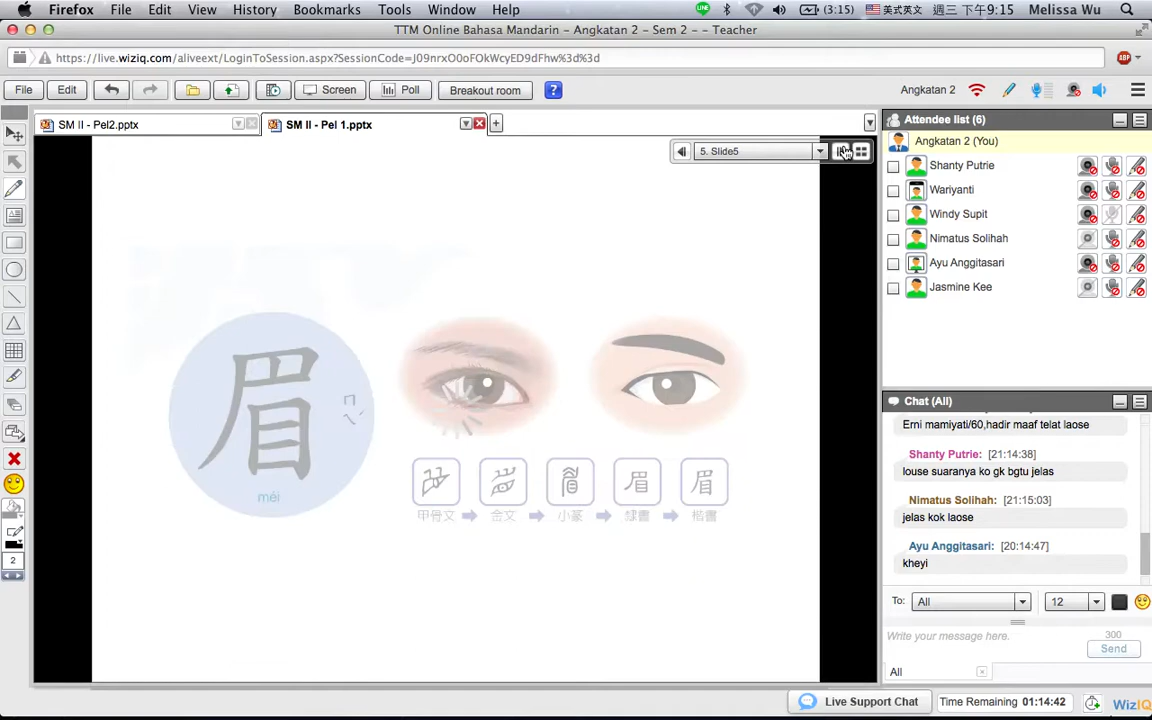 Firefox File Edit View History Bookmarks Tools Window Help (3:15) 美式英文 週三 下午9:15 Melissa Wu
TTM Online Bahasa Mandarin - Angkatan 2 - Sem 2 - - Teacher
https://live.wiziq.com/aliveext/LoginToSession.aspx?SessionCode=J09nrxO0oFOkWcyED9dFhw%3d%3d ABP
File Edit Screen Poll Breakout room ? Angkatan 2
SM II - Pel2.pptx SM II - Pel 1.pptx
5. Slide5
眉 ㄇㄟˊ
méi
甲骨文 金文 小篆 隸書 楷書
Attendee list (6)
Angkatan 2 (You)
Shanty Putrie
Wariyanti
Windy Supit
Nimatus Solihah
Ayu Anggitasari
Jasmine Kee
Chat (All)
Erni mamiyati/60,hadir maaf telat laose
Shanty Putrie: [21:14:38]
louse suaranya ko gk bgtu jelas
Nimatus Solihah: [21:15:03]
jelas kok laose
Ayu Anggitasari: [20:14:47]
kheyi
To: All 12
Write your message here. 300
Send
All
2
Live Support Chat Time Remaining 01:14:42 WizIQ